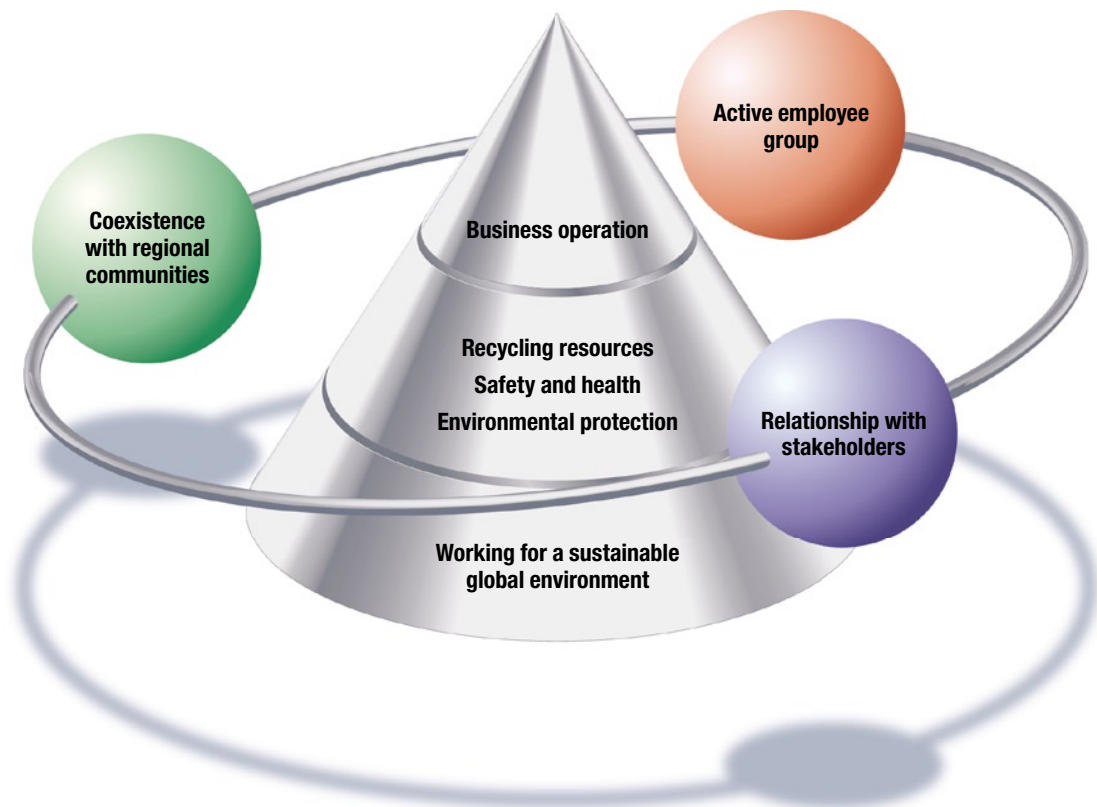 Active employee
group
Coexistence
with regional
communities
Business operation
Recycling resources
Safety and health
Environmental protection
Relationship with
stakeholders
Working for a sustainable
global environment